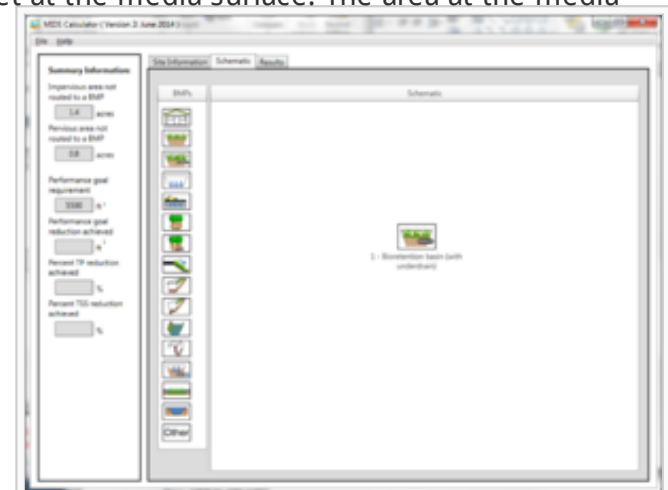 et at the media surface. The area at the media
MIDS Calculator ( Version 2: June 2014 )
File Help
Site Information Schematic Results
Summary Information:
Impervious area not
routed to a BMP
1.4 acres
Pervious area not
routed to a BMP
0.8 acres
Performance goal
requirement
ft³
Performance goal
reduction achieved
ft³
Percent TP reduction
achieved
%
Percent TSS reduction
achieved
%
BMPs
Other
Schematic
1 - Bioretention basin (with
underdrain)